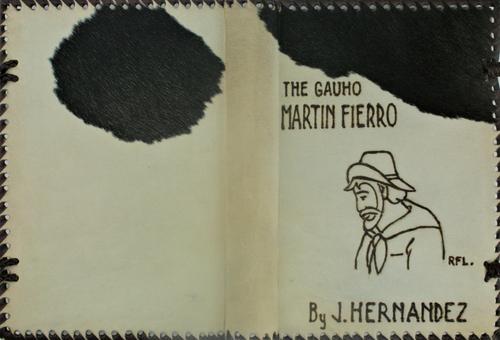 THE GAUHO
MARTIN FIERRO
RFL.
By J. HERNANDEZ